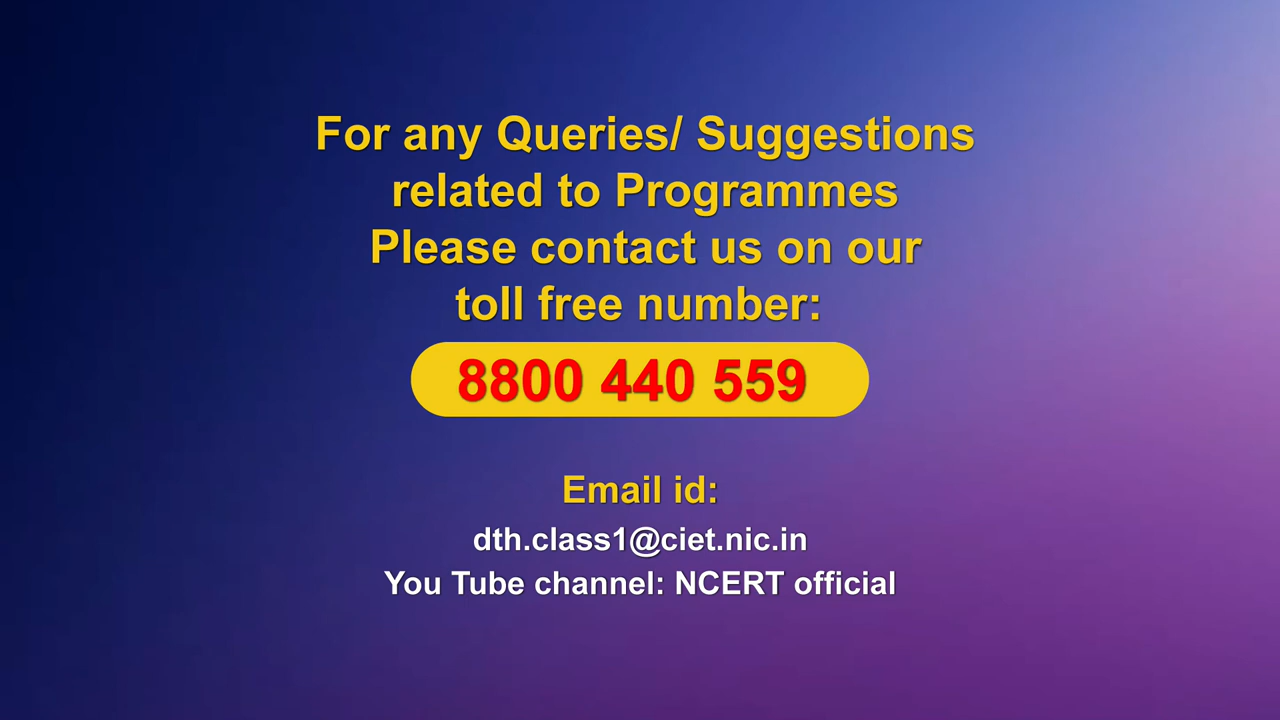 For any Queries/ Suggestions
related to Programmes
Please contact us on our
toll free number:
8800 440 559
Email id:
dth.class1@ciet.nic.in
You Tube channel: NCERT official